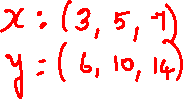 x : (3, 5, 7)
y : (6, 10, 14)